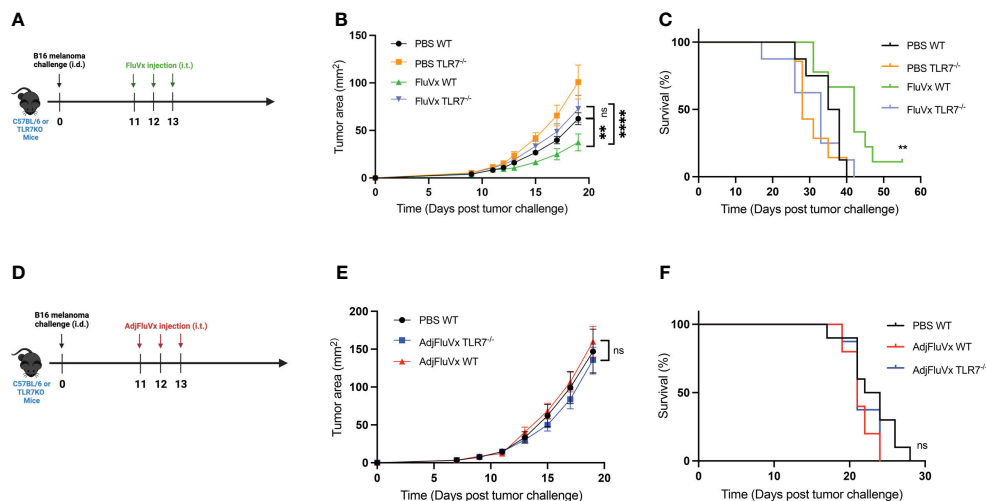 A
B16 melanoma
challenge (i.d.)
FluVx injection (i.t.)
C57BL/6 or
TLR7KO
Mice
0
11
12
13
B
Tumor area (mm²)
150
100
50
0
0
5
10
15
20
Time (Days post tumor challenge)
PBS WT
PBS TLR7⁻/⁻
FluVx WT
FluVx TLR7⁻/⁻
ns
**
****
C
Survival (%)
100
50
0
0
10
20
30
40
50
60
Time (Days post tumor challenge)
PBS WT
PBS TLR7⁻/⁻
FluVx WT
FluVx TLR7⁻/⁻
**
D
B16 melanoma
challenge (i.d.)
AdjFluVx injection (i.t.)
C57BL/6 or
TLR7KO
Mice
0
11
12
13
E
Tumor area (mm²)
200
150
100
50
0
0
5
10
15
20
Time (Days post tumor challenge)
PBS WT
AdjFluVx TLR7⁻/⁻
AdjFluVx WT
ns
F
Survival (%)
100
50
0
0
10
20
30
Time (Days post tumor challenge)
PBS WT
AdjFluVx WT
AdjFluVx TLR7⁻/⁻
ns